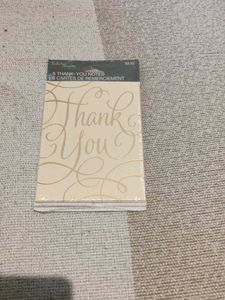 8 THANK-YOU NOTES
8 CARTES DE REMERCIEMENT
Thank
You